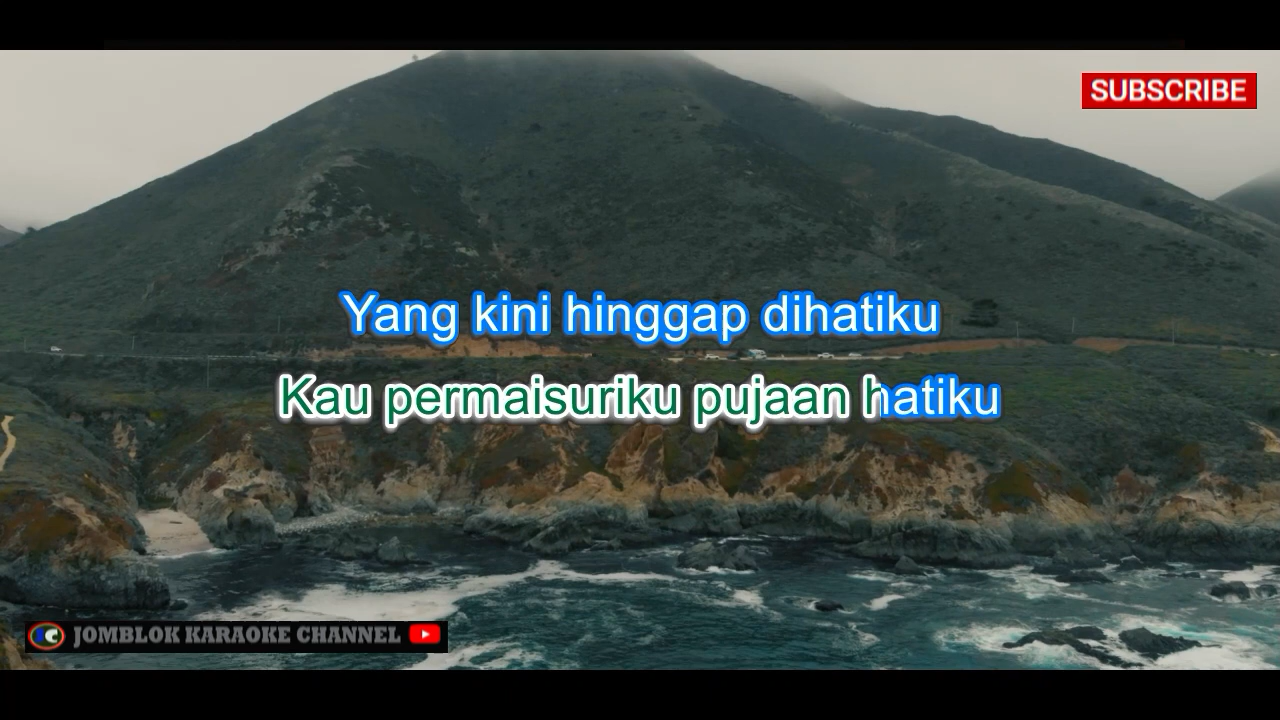 SUBSCRIBE
Yang kini hinggap dihatiku
Kau permaisuriku pujaan hatiku
JOMBLOK KARAOKE CHANNEL